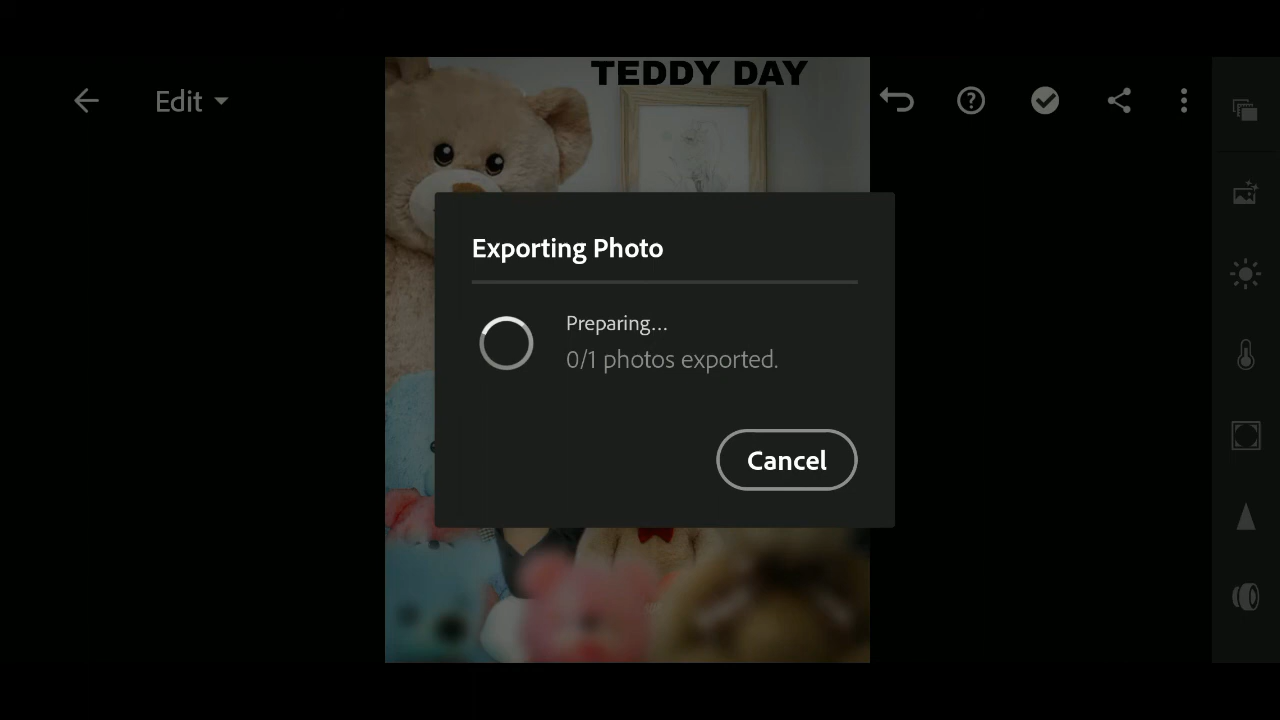 TEDDY DAY
Edit
Exporting Photo
Preparing...
0/1 photos exported.
Cancel